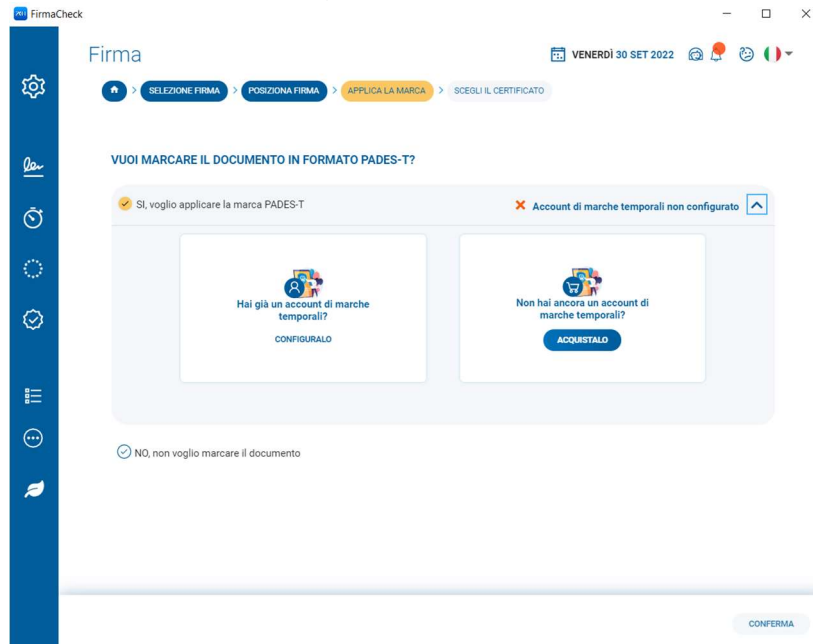 FirmaCheck
Firma
VENERDÌ 30 SET 2022
SELEZIONE FIRMA > POSIZIONA FIRMA > APPLICA LA MARCA > SCEGLI IL CERTIFICATO
VUOI MARCARE IL DOCUMENTO IN FORMATO PADES-T?
SI, voglio applicare la marca PADES-T
Account di marche temporali non configurato
Hai già un account di marche
temporali?
CONFIGURALO
Non hai ancora un account di
marche temporali?
ACQUISTALO
NO, non voglio marcare il documento
CONFERMA